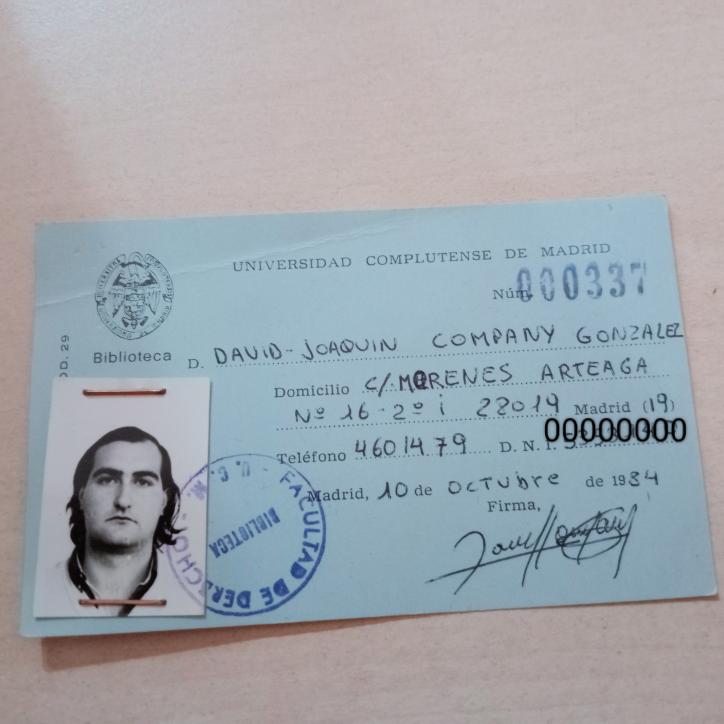 UNIVERSIDAD COMPLUTENSE DE MADRID
Núm. 000337
Biblioteca
D. DAVID-JOAQUIN COMPANY GONZALEZ
Domicilio C/ MORENES ARTEAGA
Nº 16-2º i 28019 Madrid (19)
Teléfono 460 14 79 D. N. I. 00000000
Madrid, 10 de octubre de 1984
Firma,
FACULTAD DE DERECHO - U. C. M. -
BIBLIOTECA